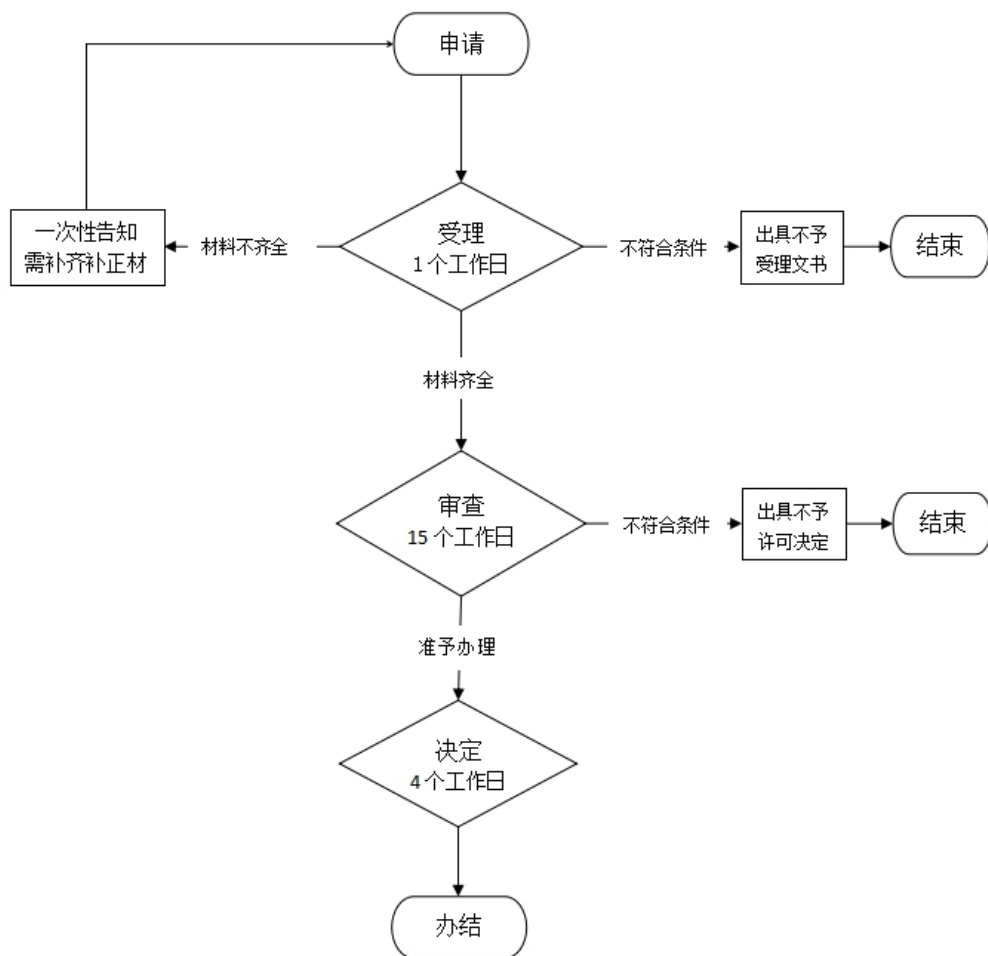 申请
一次性告知
需补齐补正材
材料不齐全
受理
1个工作日
不符合条件
出具不予
受理文书
结束
材料齐全
审查
15个工作日
不符合条件
出具不予
许可决定
结束
准予办理
决定
4个工作日
办结